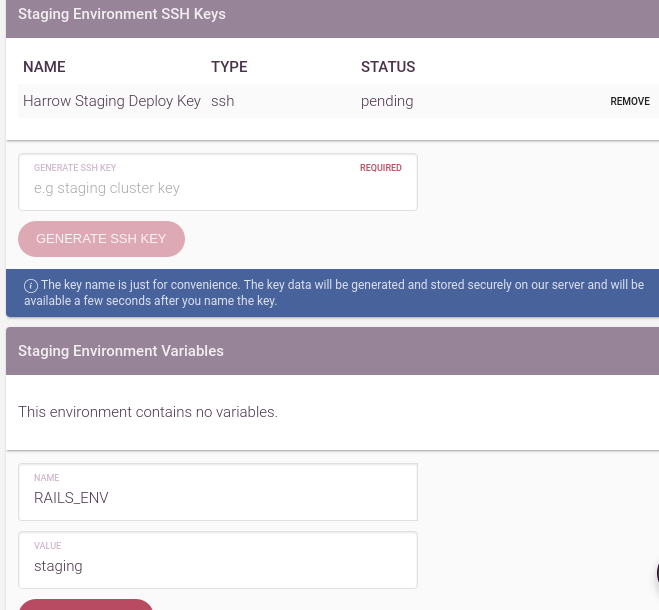 Staging Environment SSH Keys
NAME TYPE STATUS
Harrow Staging Deploy Key ssh pending REMOVE
GENERATE SSH KEY REQUIRED
e.g staging cluster key
GENERATE SSH KEY
The key name is just for convenience. The key data will be generated and stored securely on our server and will be
available a few seconds after you name the key.
Staging Environment Variables
This environment contains no variables.
NAME
RAILS_ENV
VALUE
staging